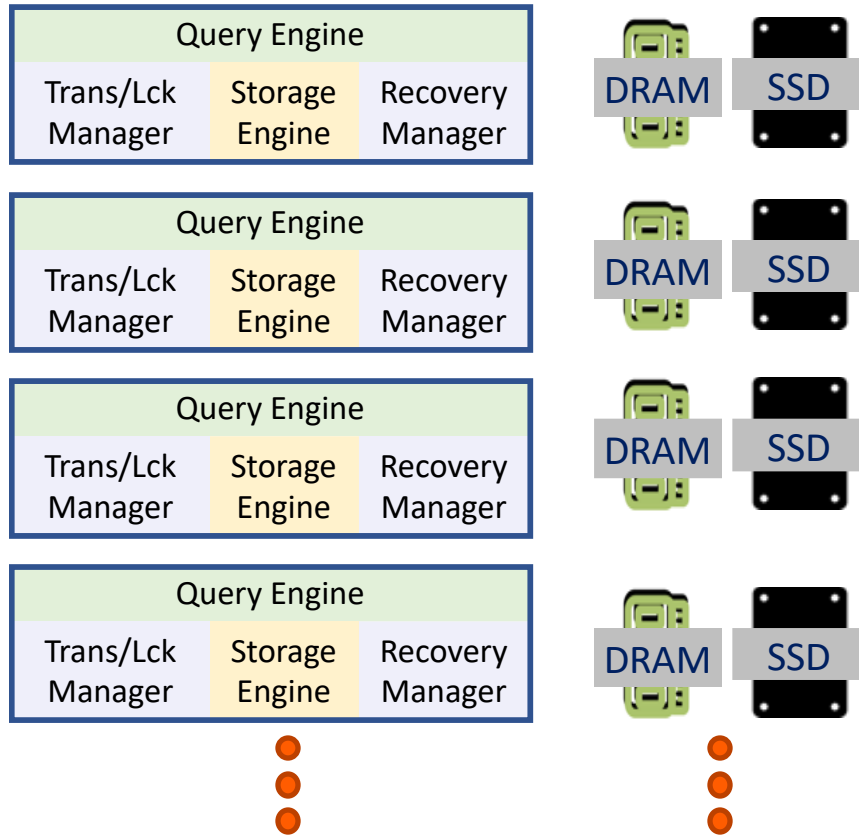 Query Engine
Trans/Lck Manager
Storage Engine
Recovery Manager
DRAM
SSD
Query Engine
Trans/Lck Manager
Storage Engine
Recovery Manager
DRAM
SSD
Query Engine
Trans/Lck Manager
Storage Engine
Recovery Manager
DRAM
SSD
Query Engine
Trans/Lck Manager
Storage Engine
Recovery Manager
DRAM
SSD